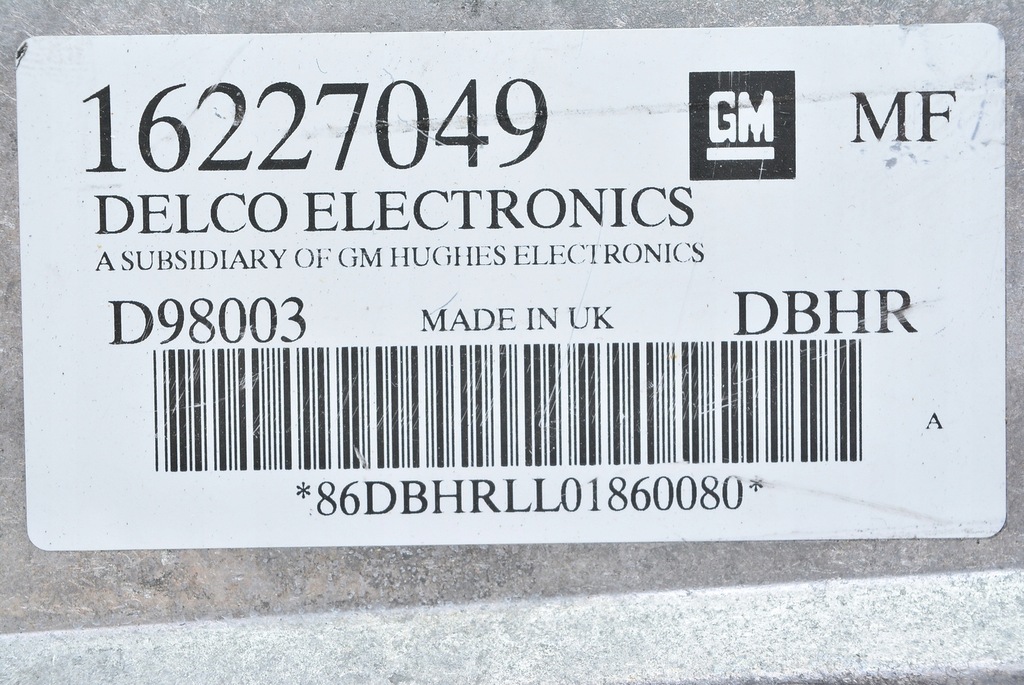 16227049 GM MF
DELCO ELECTRONICS
A SUBSIDIARY OF GM HUGHES ELECTRONICS
D98003 MADE IN UK DBHR
A
*86DBHRLL01860080*